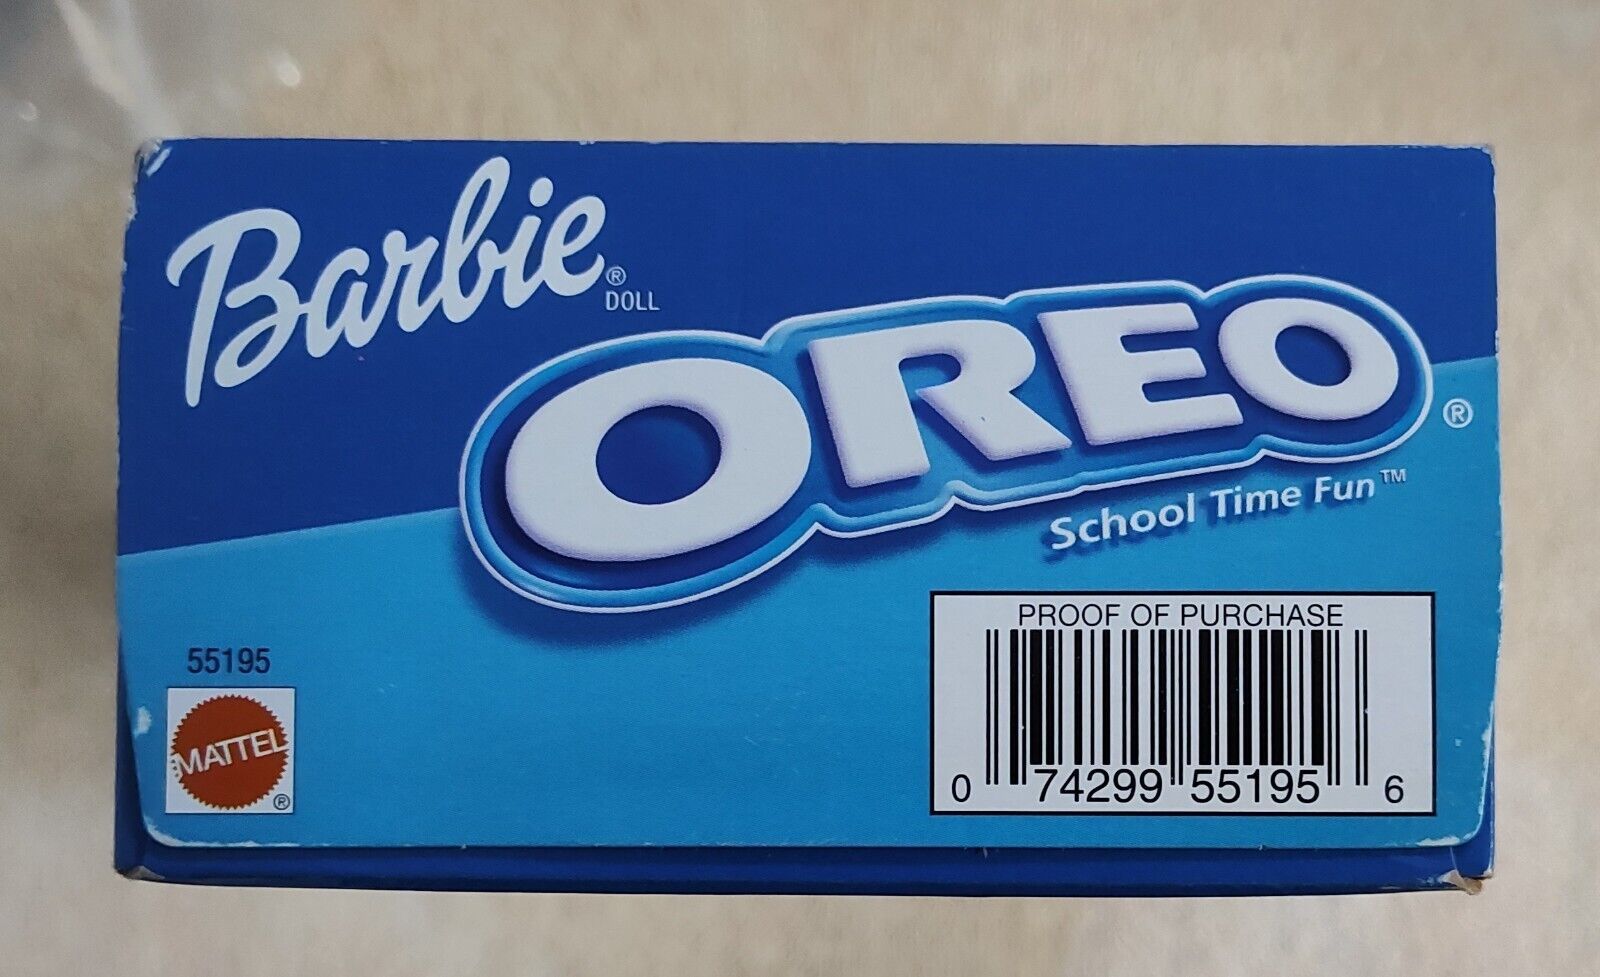 Barbie®
DOLL
OREO®
School Time Fun™
55195
MATTEL®
PROOF OF PURCHASE
0 74299 55195 6